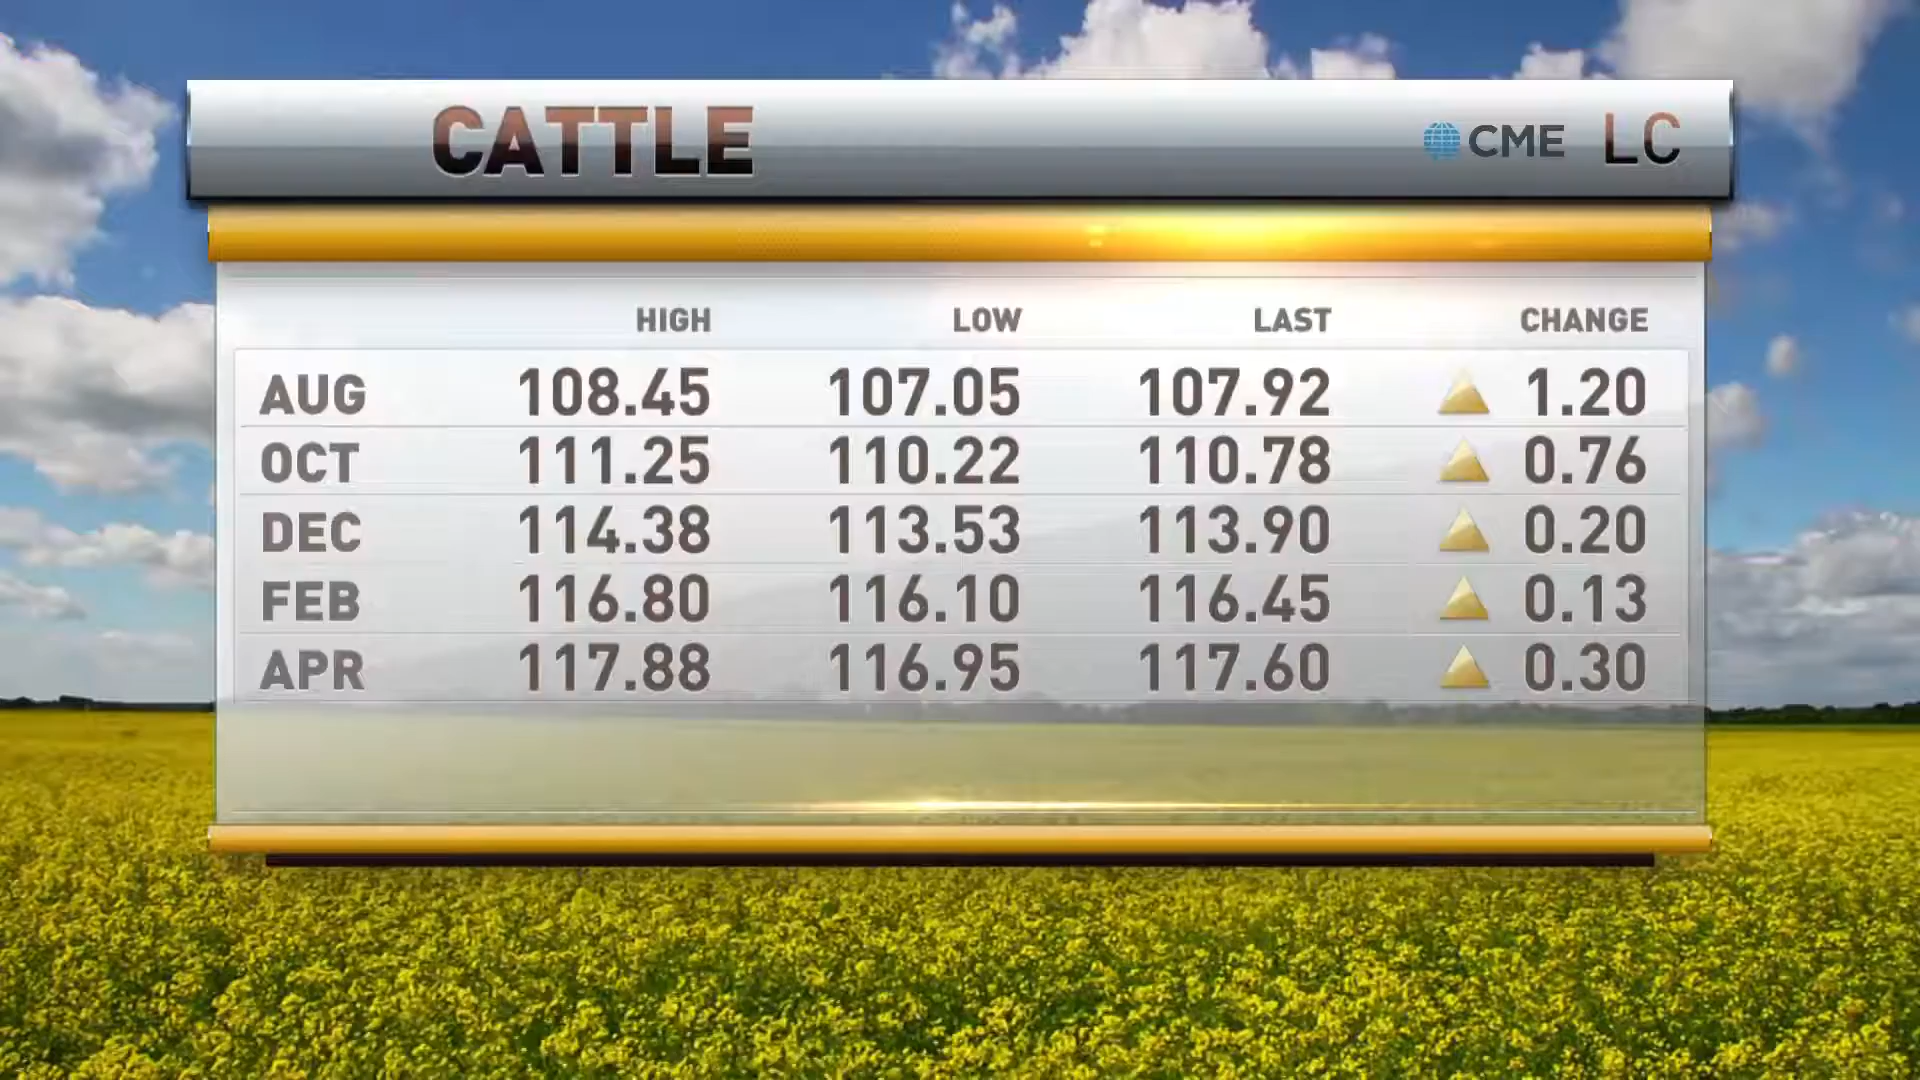 CATTLE CME LC
HIGH LOW LAST CHANGE
AUG 108.45 107.05 107.92 1.20
OCT 111.25 110.22 110.78 0.76
DEC 114.38 113.53 113.90 0.20
FEB 116.80 116.10 116.45 0.13
APR 117.88 116.95 117.60 0.30